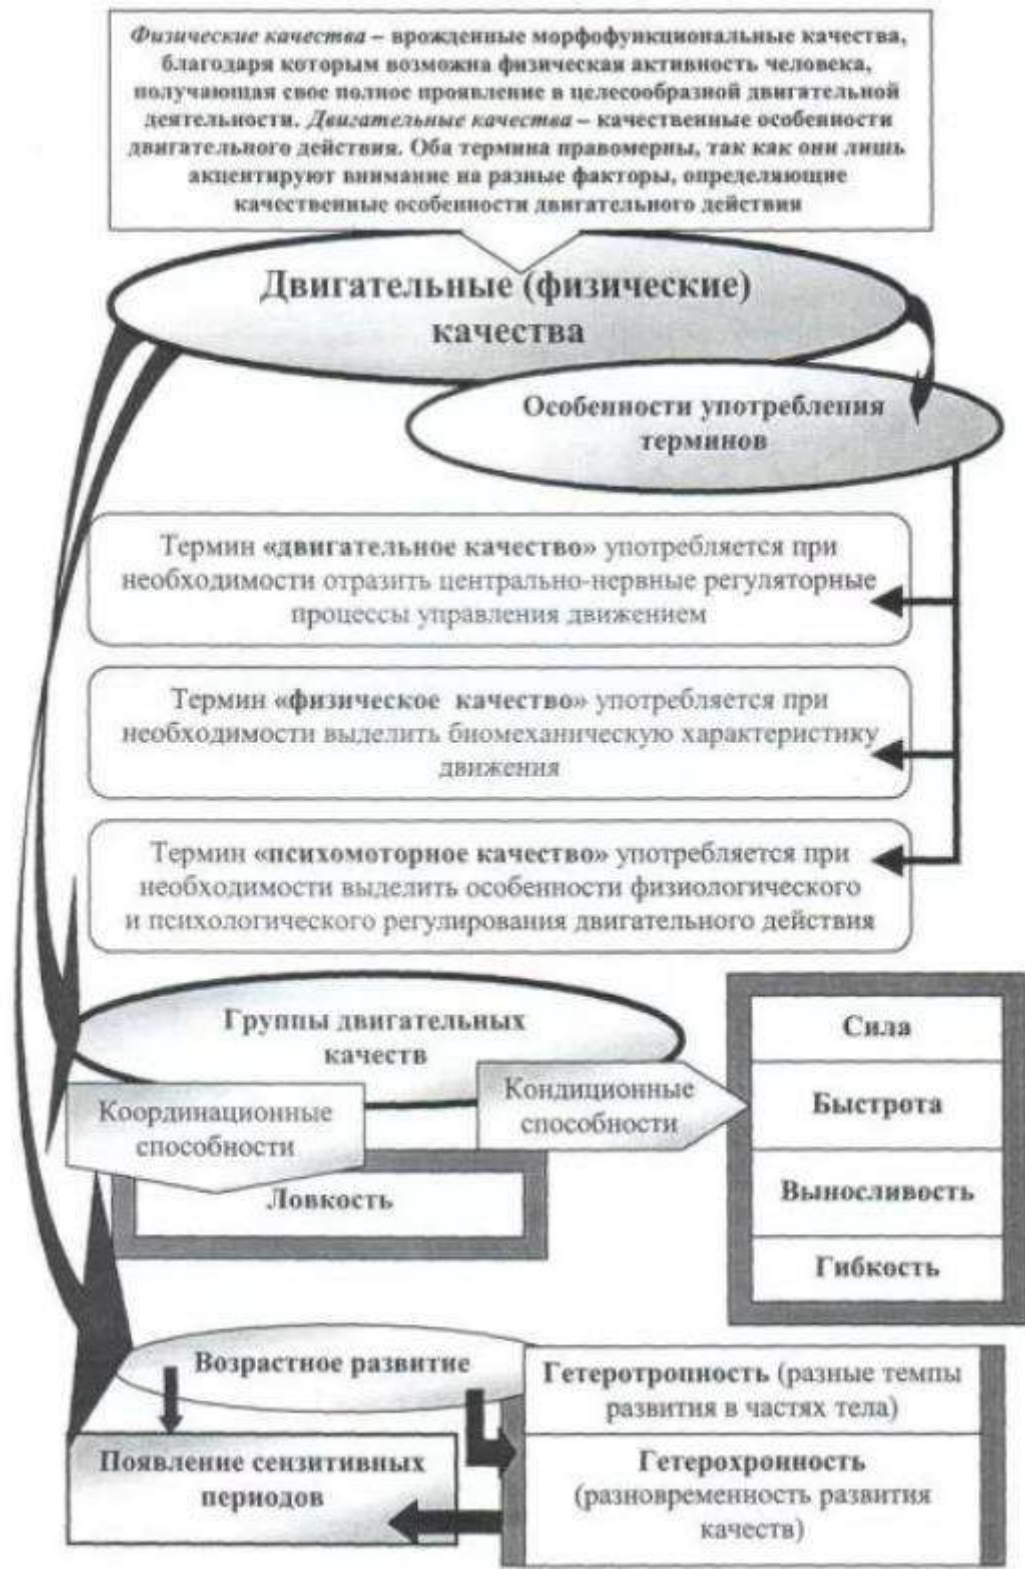 Физические качества – врожденные морфофункциональные качества,
благодаря которым возможна физическая активность человека,
получающая свое полное проявление в целесообразной двигательной
деятельности. Двигательные качества – качественные особенности
двигательного действия. Оба термина правомерны, так как они лишь
акцентируют внимание на разные факторы, определяющие
качественные особенности двигательного действия
Двигательные (физические)
качества
Особенности употребления
терминов
Термин «двигательное качество» употребляется при
необходимости отразить центрально-нервные регуляторные
процессы управления движением
Термин «физическое качество» употребляется при
необходимости выделить биомеханическую характеристику
движения
Термин «психомоторное качество» употребляется при
необходимости выделить особенности физиологического
и психологического регулирования двигательного действия
Группы двигательных
качеств
Координационные
способности
Ловкость
Кондиционные
способности
Сила
Быстрота
Выносливость
Гибкость
Возрастное развитие
Гетеротропность (разные темпы
развития в частях тела)
Гетерохронность
(разновременность развития
качеств)
Появление сензитивных
периодов